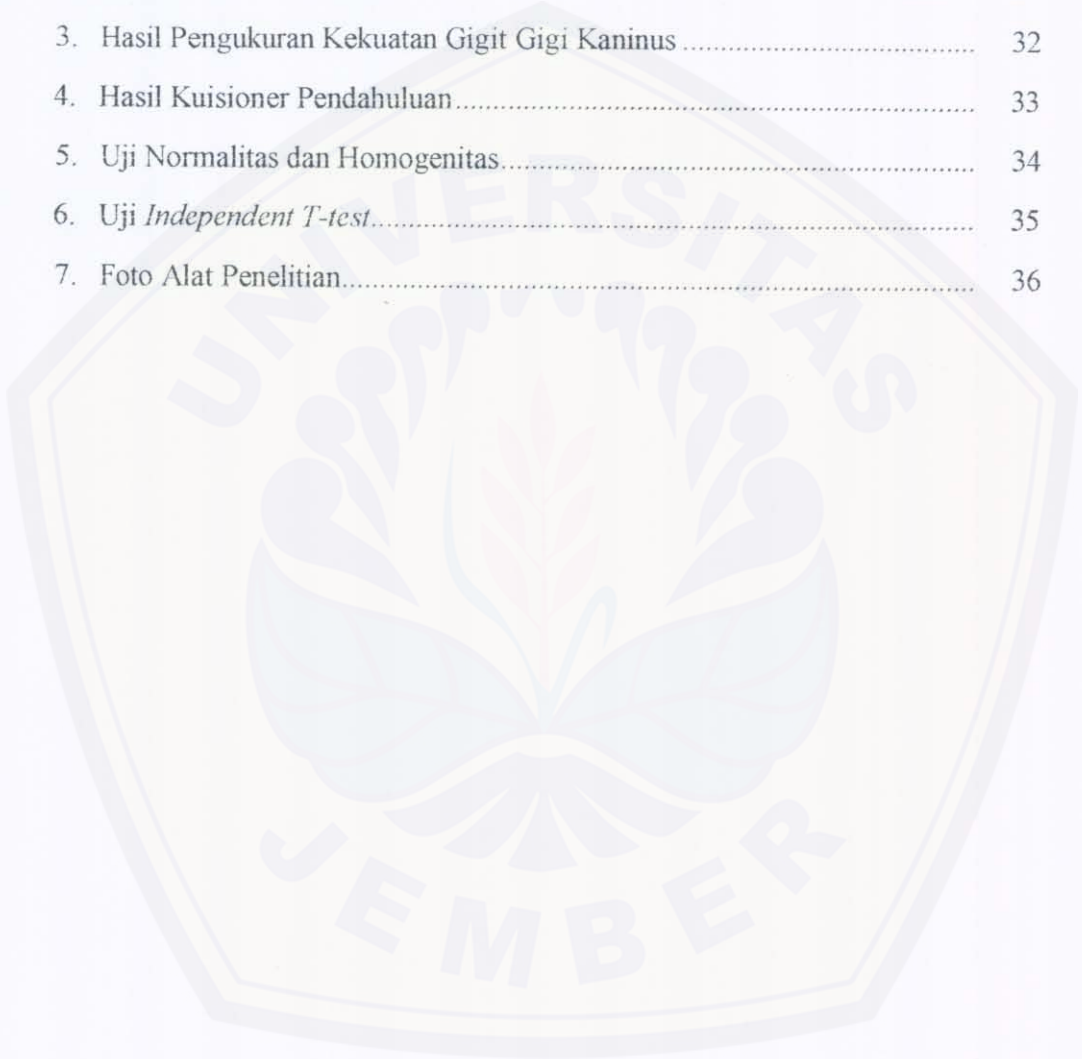 3. Hasil Pengukuran Kekuatan Gigit Gigi Kaninus ................................... 32
4. Hasil Kuisioner Pendahuluan ................................... 33
5. Uji Normalitas dan Homogenitas ................................... 34
6. Uji Independent T-test ................................... 35
7. Foto Alat Penelitian ................................... 36
UNIVERSITAS
JEMBER